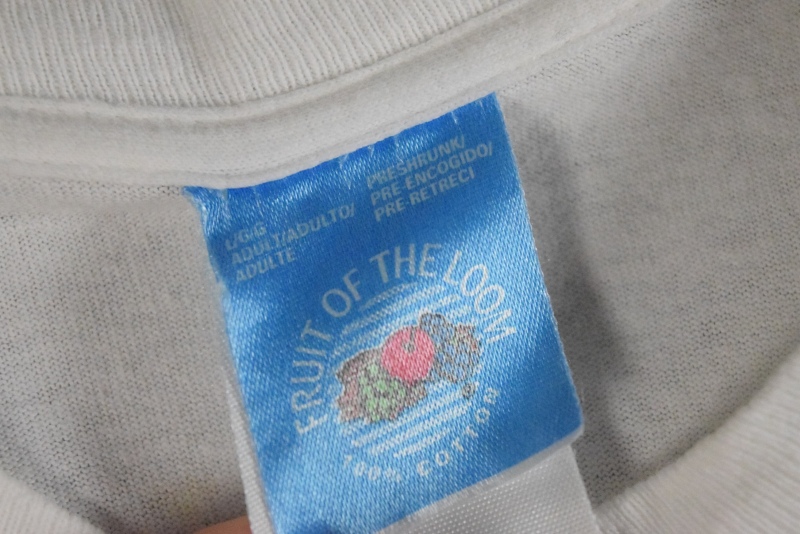 L/G/G
ADULT/ADULTO/
ADULTE
PRESHRUNK/
PRE-ENCOGIDO/
PRE-RETRECI
FRUIT OF THE LOOM
100% COTTON